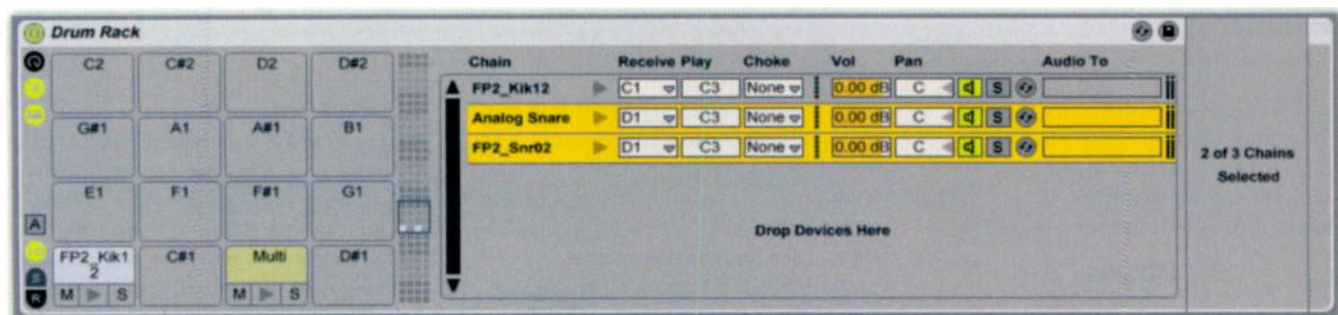 Drum Rack
C2 C#2 D2 D#2
Chain Receive Play Choke Vol Pan Audio To
FP2_Kik12 C1 C3 None 0.00 dB C S
G#1 A1 A#1 B1
Analog Snare D1 C3 None 0.00 dB C S
FP2_Snr02 D1 C3 None 0.00 dB C S
2 of 3 Chains
Selected
E1 F1 F#1 G1
A
Drop Devices Here
FP2_Kik1
2
C#1 Multi D#1
M S M S
S
R